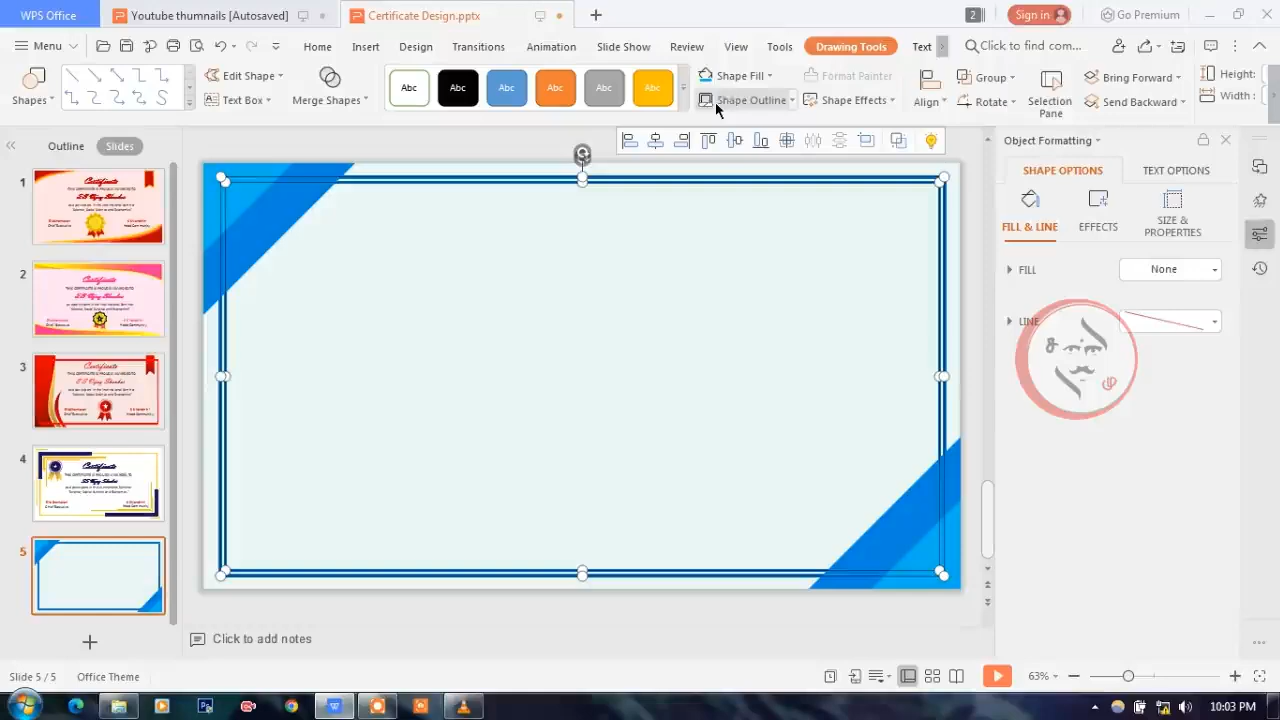 WPS Office
Youtube thumnails [Autosaved]
Certificate Design.pptx
2
Sign in
Go Premium
Menu
Home
Insert
Design
Transitions
Animation
Slide Show
Review
View
Tools
Drawing Tools
Text
Click to find com...
Shapes
Edit Shape
Text Box
Merge Shapes
Abc
Abc
Abc
Abc
Abc
Abc
Shape Fill
Shape Outline
Format Painter
Shape Effects
Align
Group
Rotate
Selection
Pane
Bring Forward
Send Backward
Height:
Width :
Outline
Slides
1
2
3
4
5
Certificate
Certificate
Certificate
Certificate
Object Formatting
SHAPE OPTIONS
TEXT OPTIONS
FILL & LINE
EFFECTS
SIZE &
PROPERTIES
FILL
None
LINE
Click to add notes
Slide 5 / 5
Office Theme
63%
10:03 PM